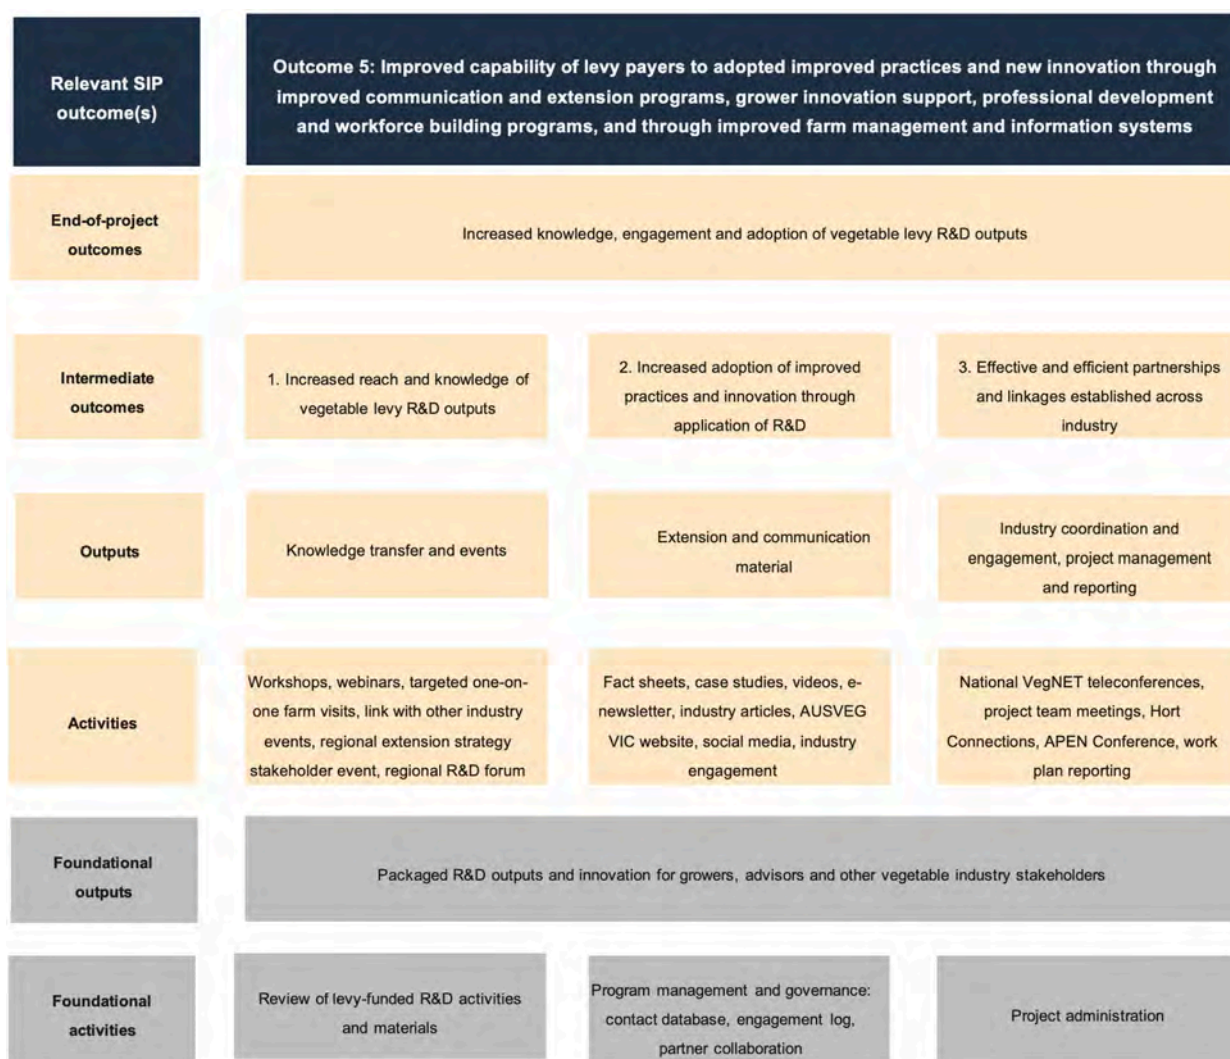 Relevant SIP
outcome(s)
Outcome 5: Improved capability of levy payers to adopted improved practices and new innovation through
improved communication and extension programs, grower innovation support, professional development
and workforce building programs, and through improved farm management and information systems
End-of-project
outcomes
Increased knowledge, engagement and adoption of vegetable levy R&D outputs
Intermediate
outcomes
1. Increased reach and knowledge of
vegetable levy R&D outputs
2. Increased adoption of improved
practices and innovation through
application of R&D
3. Effective and efficient partnerships
and linkages established across
industry
Outputs
Knowledge transfer and events
Extension and communication
material
Industry coordination and
engagement, project management
and reporting
Activities
Workshops, webinars, targeted one-on-
one farm visits, link with other industry
events, regional extension strategy
stakeholder event, regional R&D forum
Fact sheets, case studies, videos, e-
newsletter, industry articles, AUSVEG
VIC website, social media, industry
engagement
National VegNET teleconferences,
project team meetings, Hort
Connections, APEN Conference, work
plan reporting
Foundational
outputs
Packaged R&D outputs and innovation for growers, advisors and other vegetable industry stakeholders
Foundational
activities
Review of levy-funded R&D activities
and materials
Program management and governance:
contact database, engagement log,
partner collaboration
Project administration